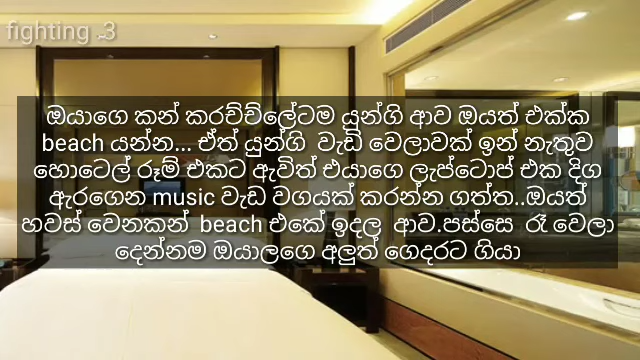 fighting .3
ඔයාගෙ කන් කරච්ච්ලේටම යූන්ගි ආව ඔයත් එක්ක
beach යන්න... ඒත් යුන්ගි වැඩි වෙලාවක් ඉන් නැතුව
හොටෙල් රූම් එකට ඇවිත් එයාගෙ ලැප්ටොප් එක දිග
ඇරගෙන music වැඩ වගයක් කරන්න ගත්ත..ඔයත්
හවස් වෙනකන් beach එකේ ඉදල ආව.පස්සෙ රෑ වෙලා
දෙන්නම ඔයාලගෙ අලුත් ගෙදරට ගියා